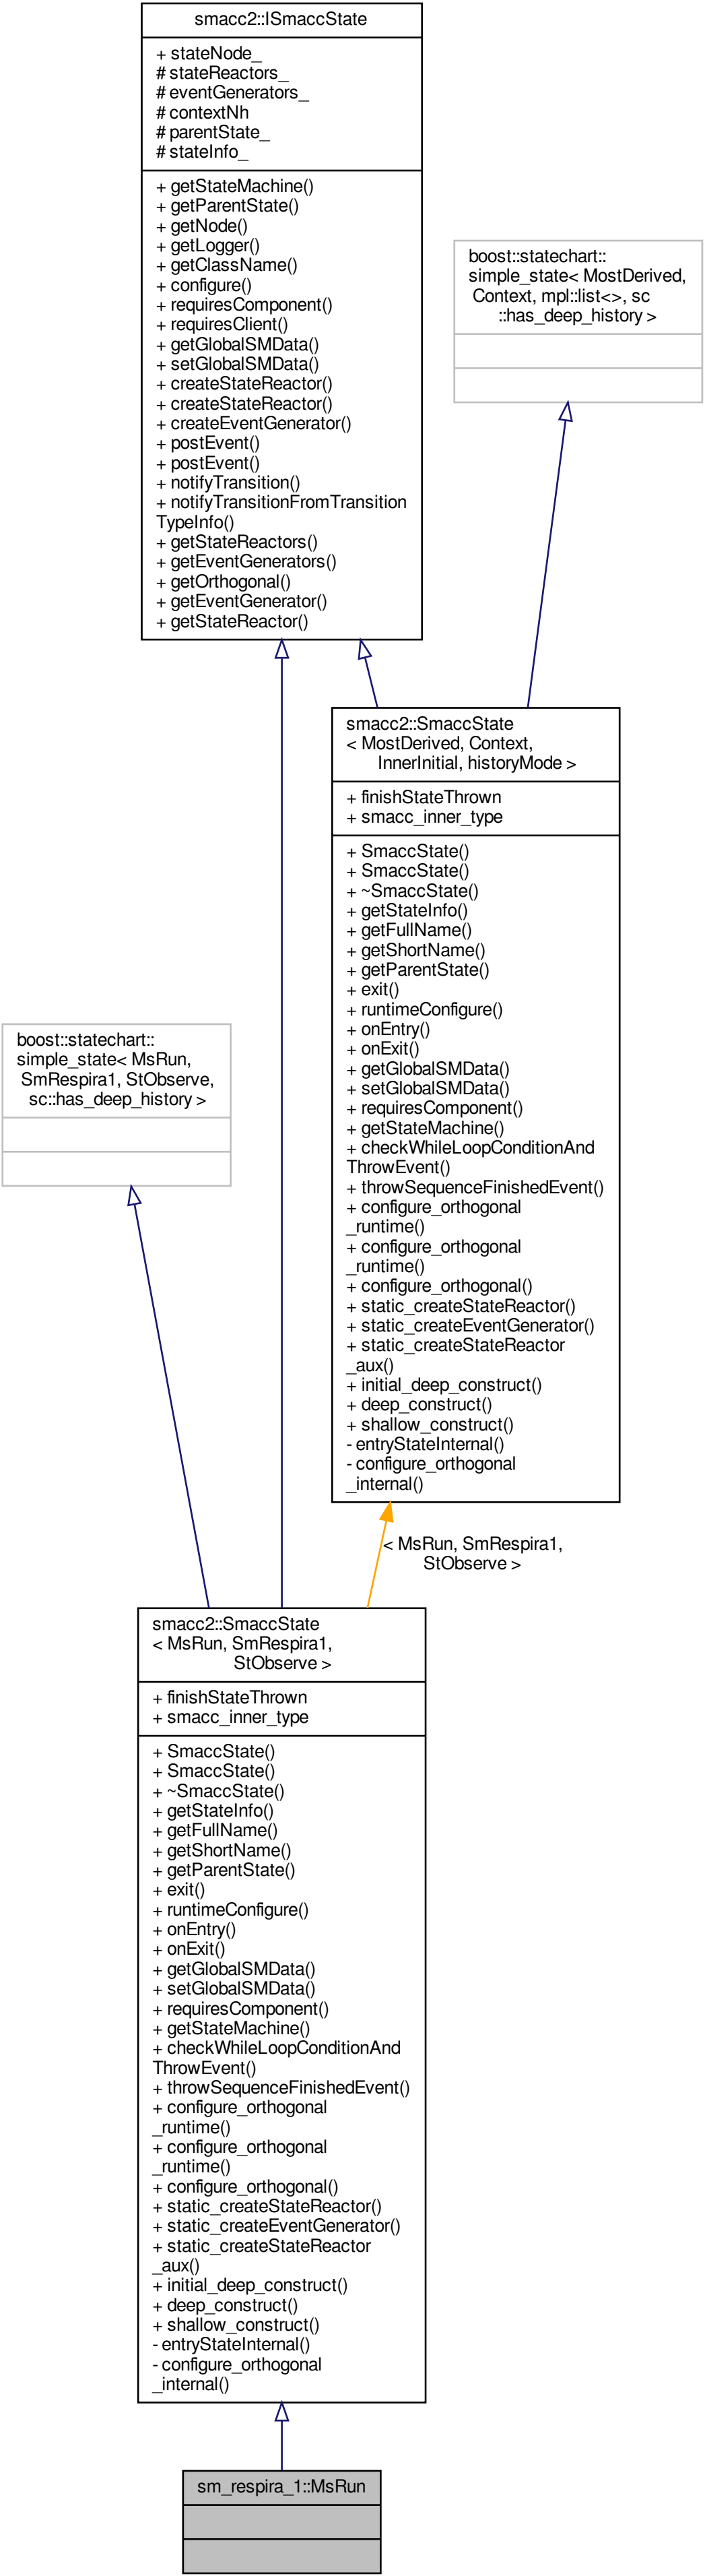 smacc2::ISmaccState
+ stateNode_
# stateReactors_
# eventGenerators_
# contextNh
# parentState_
# stateInfo_
+ getStateMachine()
+ getParentState()
+ getNode()
+ getLogger()
+ getClassName()
+ configure()
+ requiresComponent()
+ requiresClient()
+ getGlobalSMData()
+ setGlobalSMData()
+ createStateReactor()
+ createStateReactor()
+ createEventGenerator()
+ postEvent()
+ postEvent()
+ notifyTransition()
+ notifyTransitionFromTransition
TypeInfo()
+ getStateReactors()
+ getEventGenerators()
+ getOrthogonal()
+ getEventGenerator()
+ getStateReactor()
boost::statechart::
simple_state< MostDerived,
Context, mpl::list<>, sc
::has_deep_history >
smacc2::SmaccState
< MostDerived, Context,
InnerInitial, historyMode >
+ finishStateThrown
+ smacc_inner_type
+ SmaccState()
+ SmaccState()
+ ~SmaccState()
+ getStateInfo()
+ getFullName()
+ getShortName()
+ getParentState()
+ exit()
+ runtimeConfigure()
+ onEntry()
+ onExit()
+ getGlobalSMData()
+ setGlobalSMData()
+ requiresComponent()
+ getStateMachine()
+ checkWhileLoopConditionAnd
ThrowEvent()
+ throwSequenceFinishedEvent()
+ configure_orthogonal
_runtime()
+ configure_orthogonal
_runtime()
+ configure_orthogonal()
+ static_createStateReactor()
+ static_createEventGenerator()
+ static_createStateReactor
_aux()
+ initial_deep_construct()
+ deep_construct()
+ shallow_construct()
- entryStateInternal()
- configure_orthogonal
_internal()
boost::statechart::
simple_state< MsRun,
SmRespira1, StObserve,
sc::has_deep_history >
< MsRun, SmRespira1,
StObserve >
smacc2::SmaccState
< MsRun, SmRespira1,
StObserve >
+ finishStateThrown
+ smacc_inner_type
+ SmaccState()
+ SmaccState()
+ ~SmaccState()
+ getStateInfo()
+ getFullName()
+ getShortName()
+ getParentState()
+ exit()
+ runtimeConfigure()
+ onEntry()
+ onExit()
+ getGlobalSMData()
+ setGlobalSMData()
+ requiresComponent()
+ getStateMachine()
+ checkWhileLoopConditionAnd
ThrowEvent()
+ throwSequenceFinishedEvent()
+ configure_orthogonal
_runtime()
+ configure_orthogonal
_runtime()
+ configure_orthogonal()
+ static_createStateReactor()
+ static_createEventGenerator()
+ static_createStateReactor
_aux()
+ initial_deep_construct()
+ deep_construct()
+ shallow_construct()
- entryStateInternal()
- configure_orthogonal
_internal()
sm_respira_1::MsRun